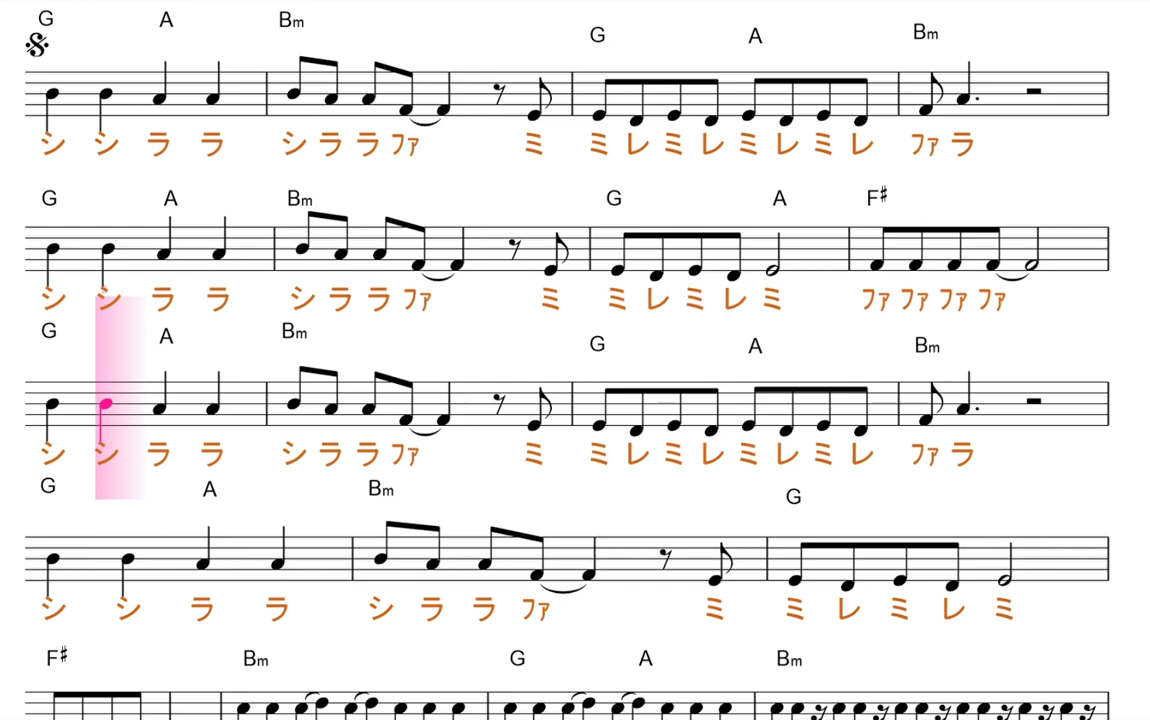 G A Bm G A Bm
シ シ ラ ラ シ ラ ラ ファ ミ ミ レ ミ レ ミ レ ミ レ ファ ラ
G A Bm G A F♯
シ シ ラ ラ シ ラ ラ ファ ミ ミ レ ミ レ ミ ファ ファ ファ ファ
G A Bm G A Bm
シ シ ラ ラ シ ラ ラ ファ ミ ミ レ ミ レ ミ レ ミ レ ファ ラ
G A Bm G
シ シ ラ ラ シ ラ ラ ファ ミ ミ レ ミ レ ミ
F♯ Bm G A Bm